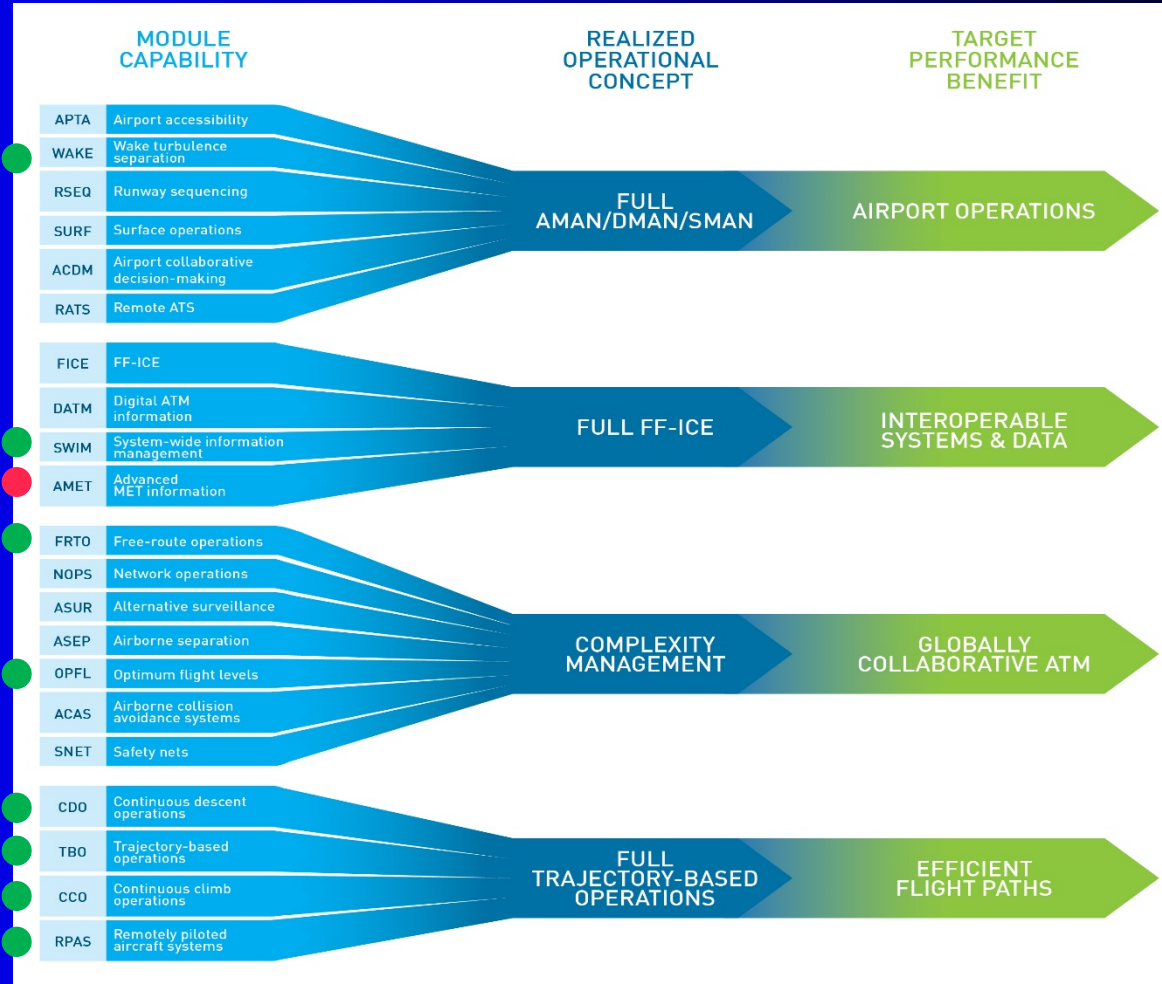 MODULE
CAPABILITY
REALIZED
OPERATIONAL
CONCEPT
TARGET
PERFORMANCE
BENEFIT
APTA Airport accessibility
WAKE Wake turbulence
separation
RSEQ Runway sequencing
SURF Surface operations
ACDM Airport collaborative
decision-making
RATS Remote ATS
FULL
AMAN/DMAN/SMAN
AIRPORT OPERATIONS
FICE FF-ICE
DATM Digital ATM
information
SWIM System-wide information
management
AMET Advanced
MET information
FULL FF-ICE
INTEROPERABLE
SYSTEMS & DATA
FRTO Free-route operations
NOPS Network operations
ASUR Alternative surveillance
ASEP Airborne separation
OPFL Optimum flight levels
ACAS Airborne collision
avoidance systems
SNET Safety nets
COMPLEXITY
MANAGEMENT
GLOBALLY
COLLABORATIVE ATM
CDO Continuous descent
operations
TBO Trajectory-based
operations
CCO Continuous climb
operations
RPAS Remotely piloted
aircraft systems
FULL
TRAJECTORY-BASED
OPERATIONS
EFFICIENT
FLIGHT PATHS